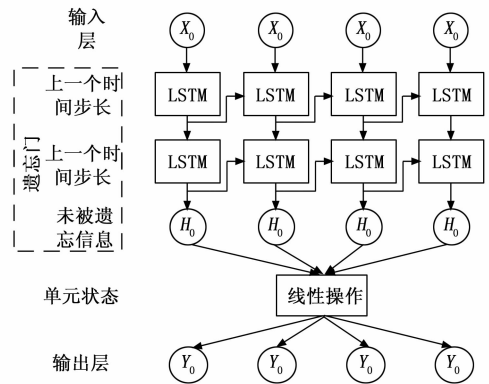 输入
层
X₀ X₀ X₀ X₀
遗忘门
上一个时
间步长
LSTM LSTM LSTM LSTM
上一个时
间步长
LSTM LSTM LSTM LSTM
未被遗
忘信息
H₀ H₀ H₀ H₀
单元状态
线性操作
输出层
Y₀ Y₀ Y₀ Y₀